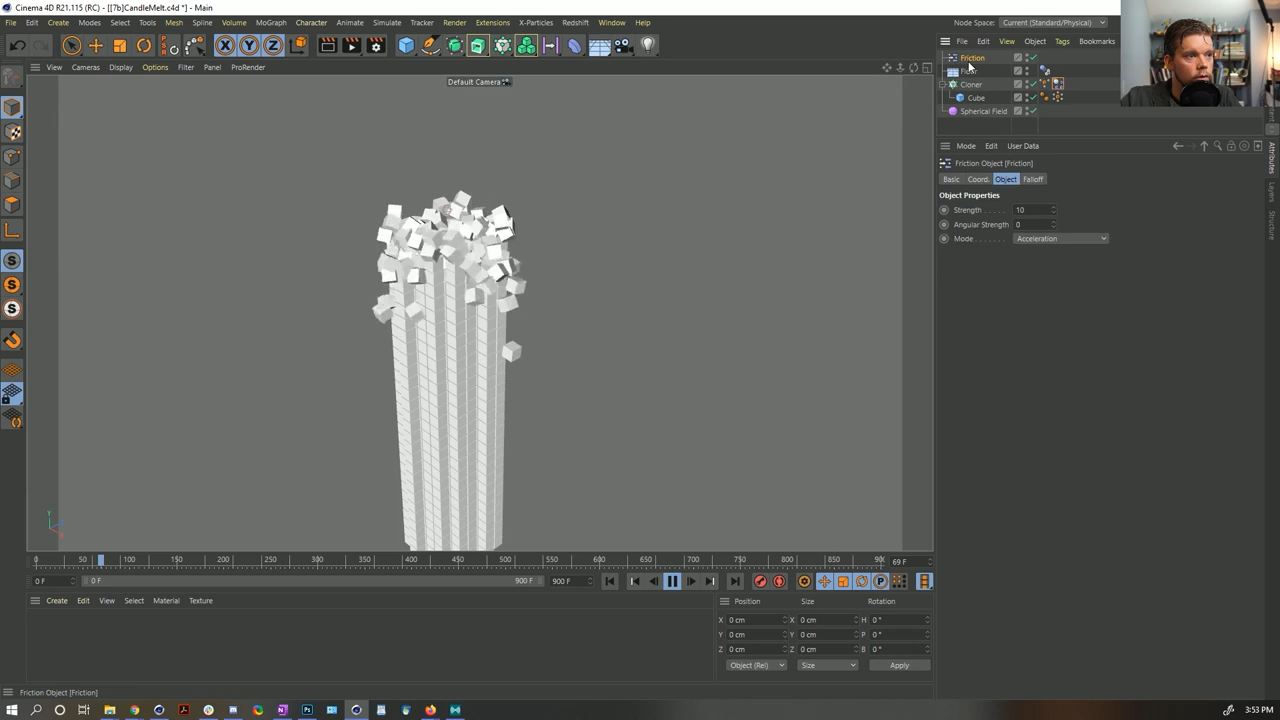 Cinema 4D R21.115 (RC) - [[7b]CandleMelt.c4d *] - Main
File Edit Create Modes Select Tools Mesh Spline Volume MoGraph Character Animate Simulate Tracker Render Extensions X-Particles Redshift Window Help Node Space: Current (Standard/Physical)
File Edit View Object Tags Bookmarks
View Cameras Display Options Filter Panel ProRender
Default Camera
Friction
Cloner
Cube
Spherical Field
Mode Edit User Data
Friction Object [Friction]
Basic Coord. Object Falloff
Object Properties
Strength . . . . . 10
Angular Strength 0
Mode . . . . . . . Acceleration
Attributes
Layers
Structure
0 50 100 150 200 250 300 350 400 450 500 550 600 650 700 750 800 850 90 69 F
0 F 0 F 900 F 900 F
Create Edit View Select Material Texture
Position Size Rotation
X 0 cm X 0 cm H 0 °
Y 0 cm Y 0 cm P 0 °
Z 0 cm Z 0 cm B 0 °
Object (Rel) Size Apply
Friction Object [Friction]
3:53 PM